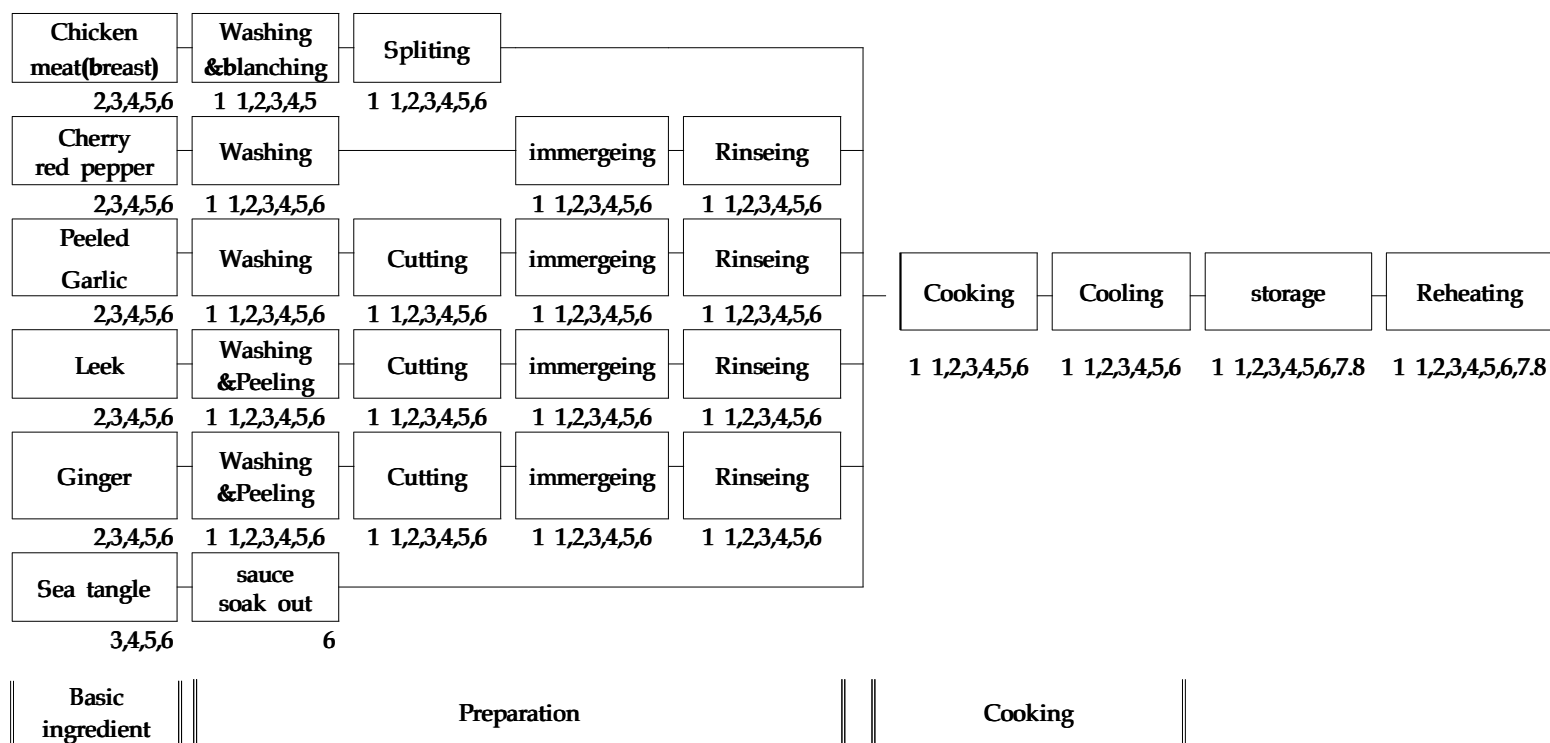 Chicken
meat(breast)
Washing
&blanching
Spliting
2,3,4,5,6
1 1,2,3,4,5
1 1,2,3,4,5,6
Cherry
red pepper
Washing
immergeing
Rinseing
2,3,4,5,6
1 1,2,3,4,5,6
1 1,2,3,4,5,6
1 1,2,3,4,5,6
Peeled
Garlic
Washing
Cutting
immergeing
Rinseing
2,3,4,5,6
1 1,2,3,4,5,6
1 1,2,3,4,5,6
1 1,2,3,4,5,6
1 1,2,3,4,5,6
Leek
Washing
&Peeling
Cutting
immergeing
Rinseing
2,3,4,5,6
1 1,2,3,4,5,6
1 1,2,3,4,5,6
1 1,2,3,4,5,6
1 1,2,3,4,5,6
Ginger
Washing
&Peeling
Cutting
immergeing
Rinseing
2,3,4,5,6
1 1,2,3,4,5,6
1 1,2,3,4,5,6
1 1,2,3,4,5,6
1 1,2,3,4,5,6
Sea tangle
sauce
soak out
3,4,5,6
6
Cooking
Cooling
storage
Reheating
1 1,2,3,4,5,6
1 1,2,3,4,5,6
1 1,2,3,4,5,6,7.8
1 1,2,3,4,5,6,7.8
Basic
ingredient
Preparation
Cooking